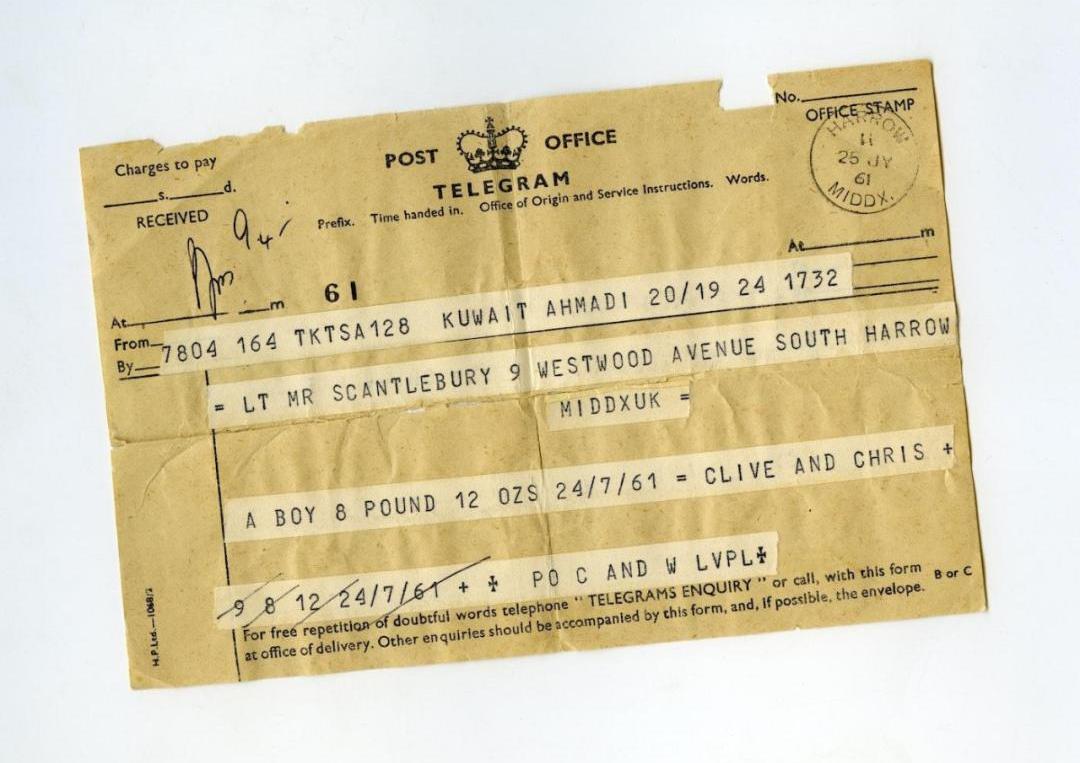 No.
OFFICE STAMP
HARROW
H
25 JY
61
MIDDX.
Charges to pay
s. d.
RECEIVED
POST OFFICE
TELEGRAM
Prefix. Time handed in. Office of Origin and Service Instructions. Words.
At m
61
At m
From
By
7804 164 TKTSA128 KUWAIT AHMADI 20/19 24 1732
= LT MR SCANTLEBURY 9 WESTWOOD AVENUE SOUTH HARROW
MIDDXUK =
A BOY 8 POUND 12 OZS 24/7/61 = CLIVE AND CHRIS +
9 8 12 24/7/61 + + PO C AND W LVPL+
For free repetition of doubtful words telephone " TELEGRAMS ENQUIRY " or call, with this form
at office of delivery. Other enquiries should be accompanied by this form, and, if possible, the envelope.
B or C
H.P.Ltd.—1068/2